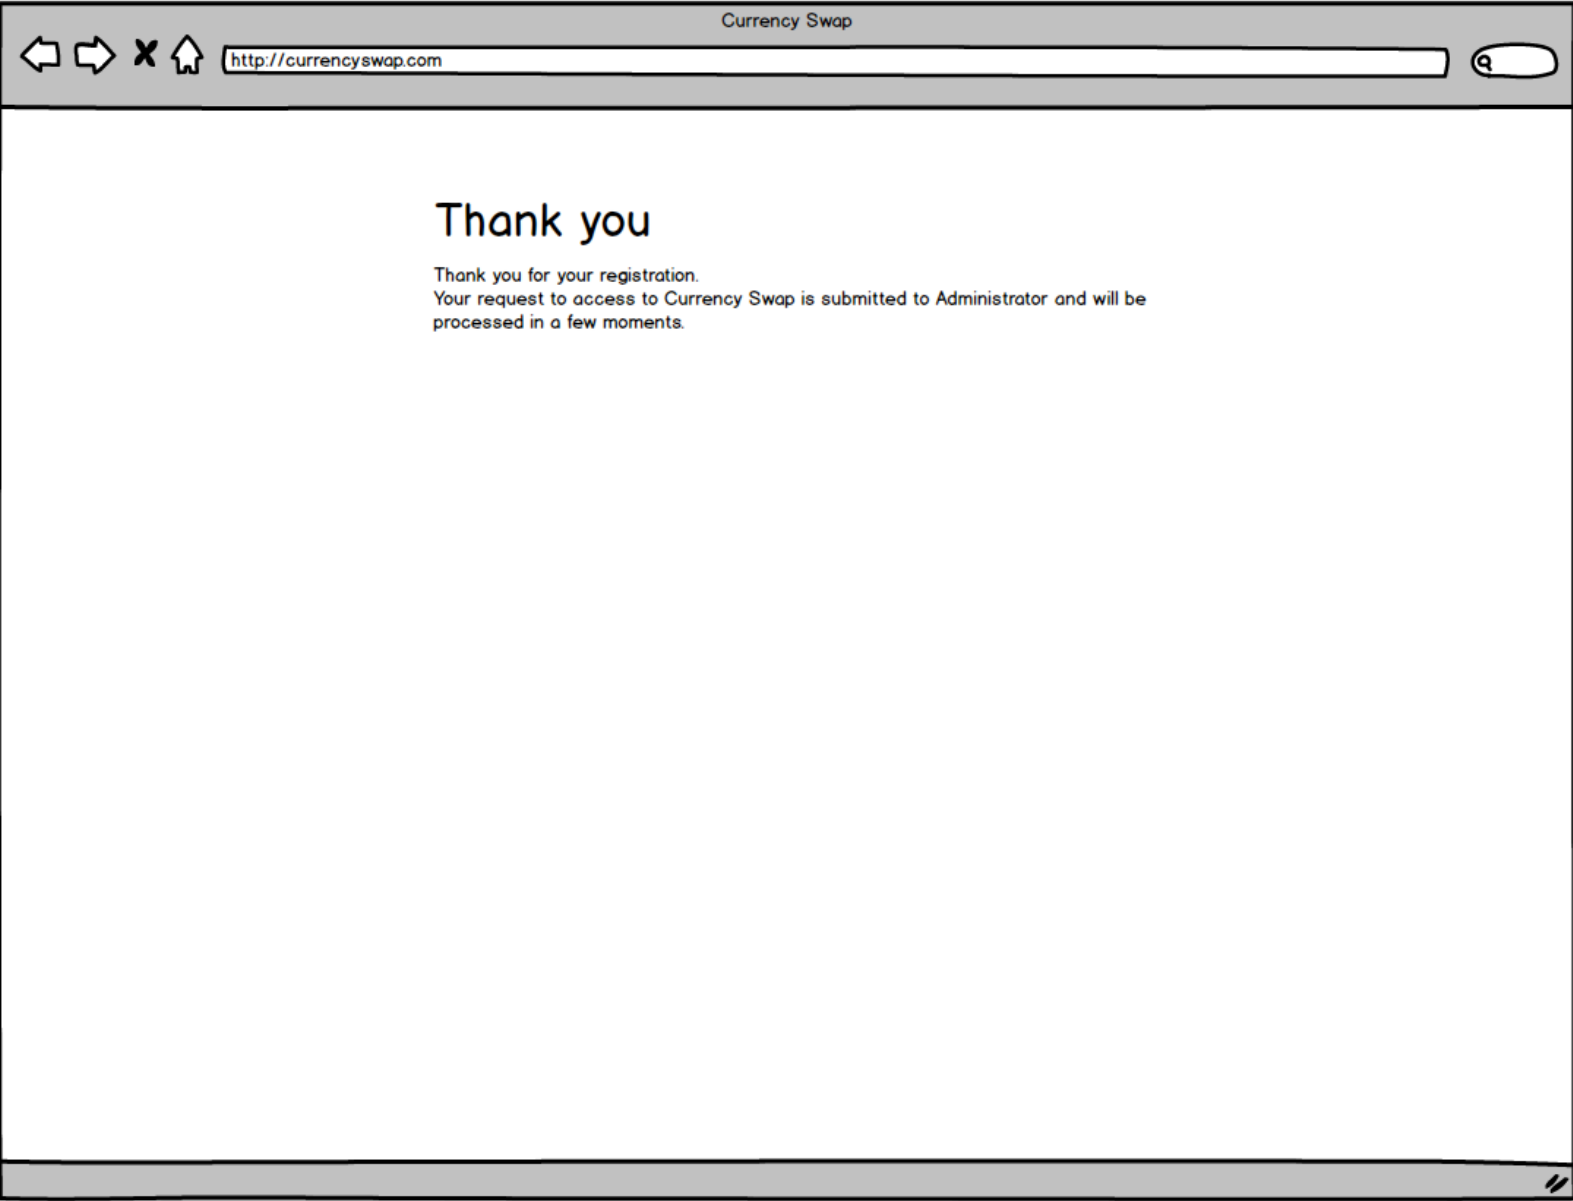 Currency Swap
http://currencyswap.com
Thank you
Thank you for your registration.
Your request to access to Currency Swap is submitted to Administrator and will be
processed in a few moments.